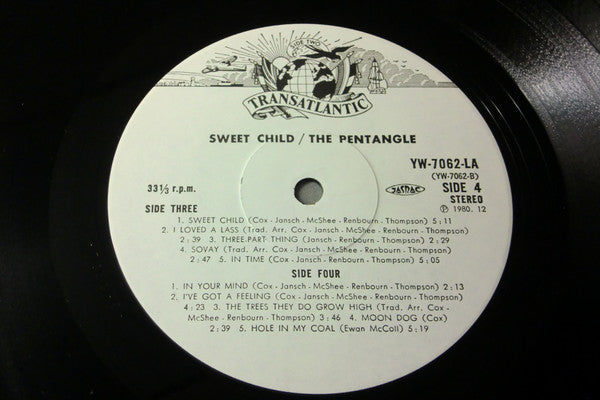 SIDE TWO
TRANSATLANTIC
SWEET CHILD / THE PENTANGLE
YW-7062-LA
(YW-7062-B)
33 1/3 r.p.m.
JASRAC
SIDE 4
STEREO
SIDE THREE
Ⓟ 1980. 12
1. SWEET CHILD (Cox - Jansch - McShee - Renbourn - Thompson) 5 : 11
2. I LOVED A LASS (Trad. Arr. Cox - Jansch - McShee - Renbourn - Thompson)
2 : 39 3. THREE-PART THING (Cox - Jansch - Renbourn - Thompson) 2 : 29
4. SOVAY (Trad. Arr. Cox - Jansch - McShee - Renbourn - Thompson)
2 : 47 5. IN TIME (Cox - Jansch - Renbourn - Thompson) 5 : 05
SIDE FOUR
1. IN YOUR MIND (Cox - Jansch - McShee - Renbourn - Thompson) 2 : 13
2. I'VE GOT A FEELING (Cox - Jansch - McShee - Renbourn - Thompson)
4 : 23 3. THE TREES THEY DO GROW HIGH (Trad. Arr. Cox -
Jansch - McShee - Renbourn - Thompson) 3 : 46 4. MOON DOG (Cox)
2 : 39 5. HOLE IN MY COAL (Ewan McColl) 5 : 19